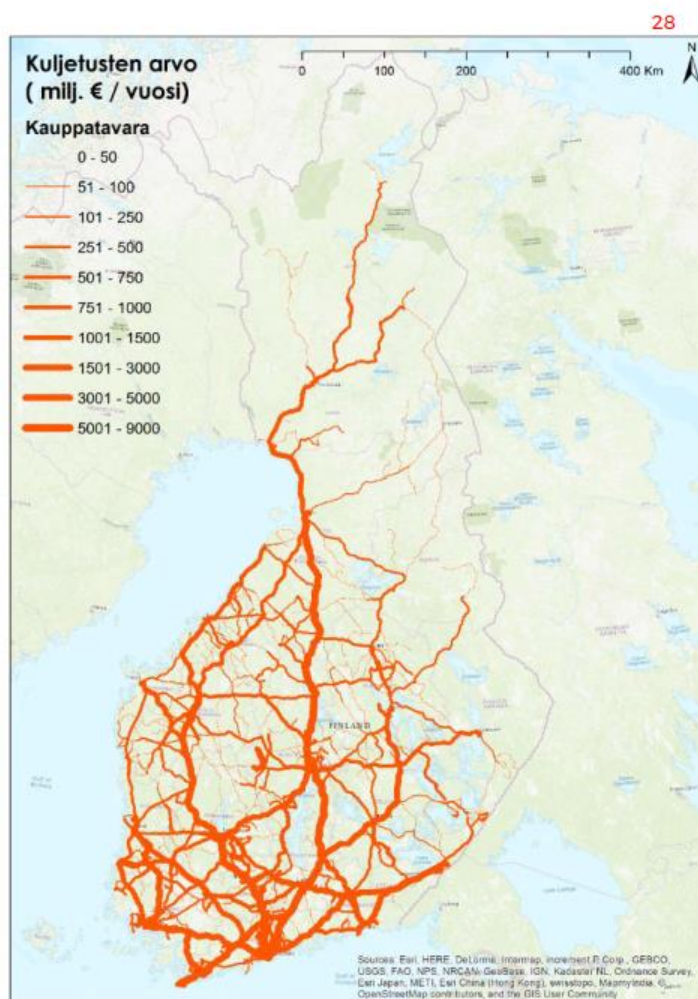 28
Kuljetusten arvo
( milj. € / vuosi)
Kauppatavara
0 - 50
51 - 100
101 - 250
251 - 500
501 - 750
751 - 1000
1001 - 1500
1501 - 3000
3001 - 5000
5001 - 9000
0 100 200 400 Km
N
FINLAND
Sources: Esri, HERE, DeLorme, Intermap, increment P Corp., GEBCO,
USGS, FAO, NPS, NRCAN, GeoBase, IGN, Kadaster NL, Ordnance Survey,
Esri Japan, METI, Esri China (Hong Kong), swisstopo, MapmyIndia, ©
OpenStreetMap contributors, and the GIS User Community